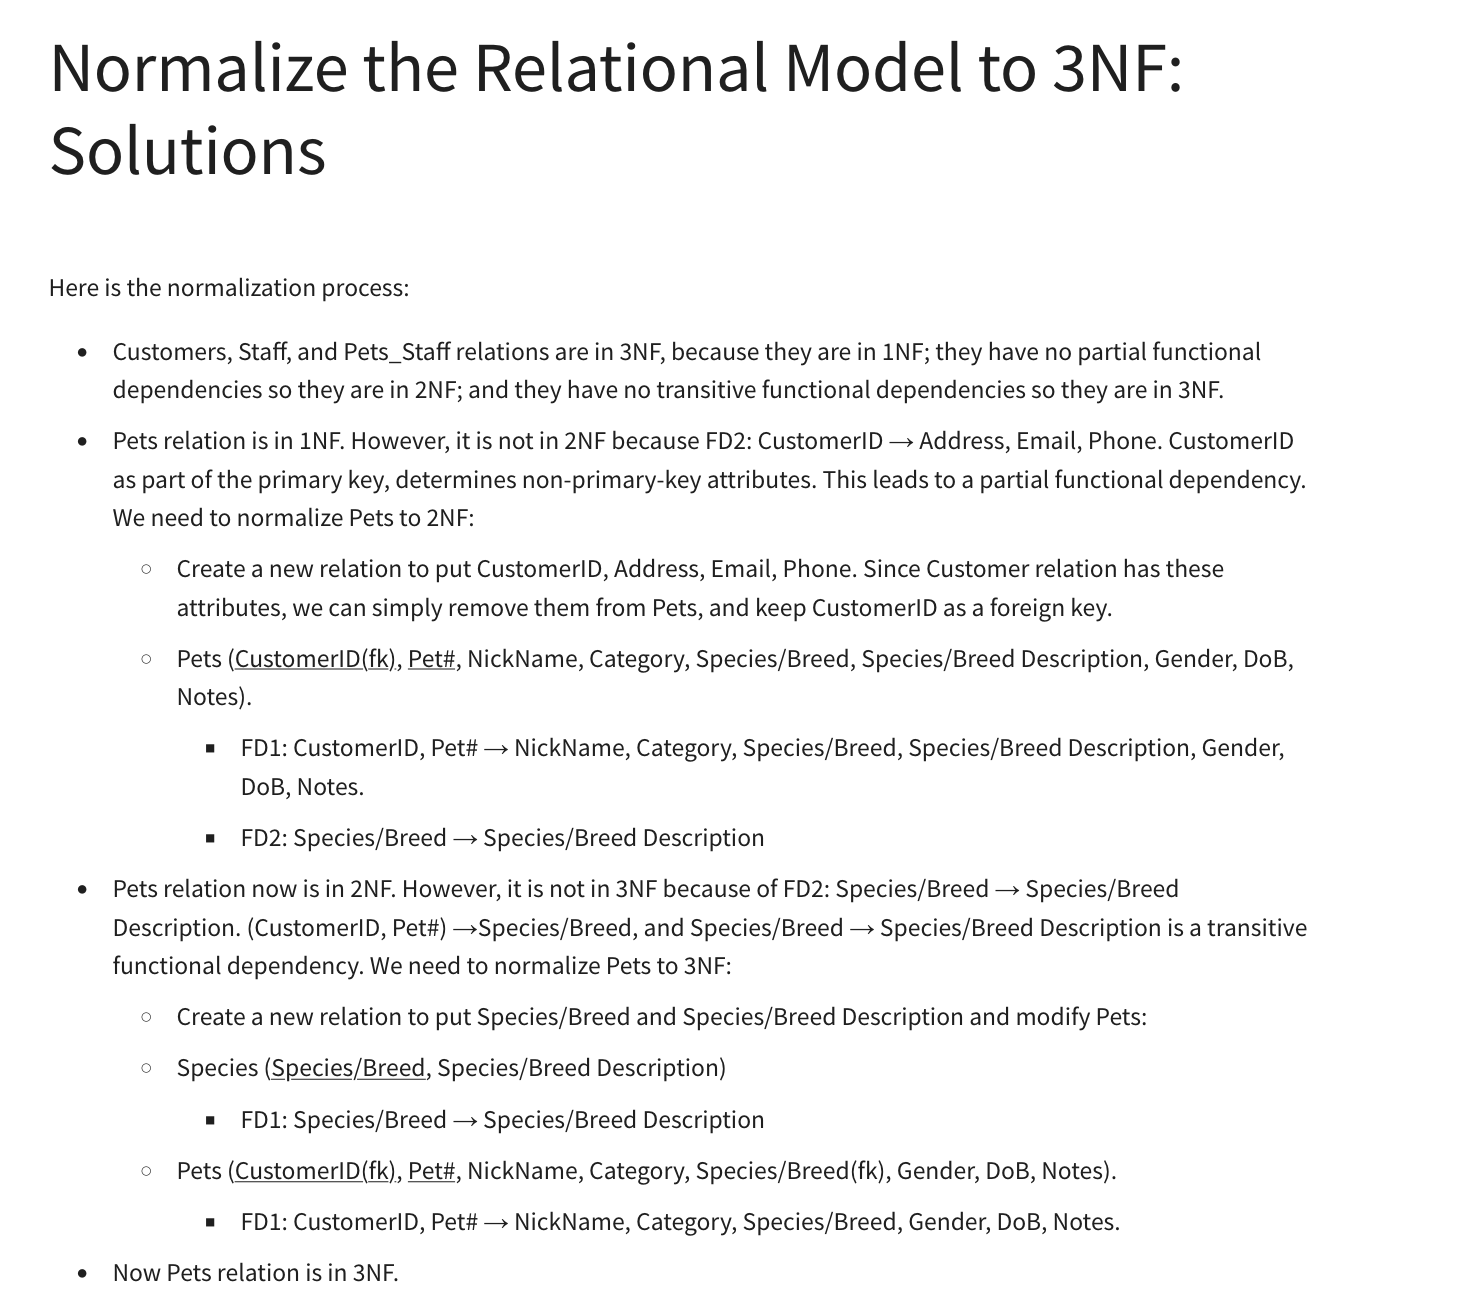 Normalize the Relational Model to 3NF:
Solutions
Here is the normalization process:
• Customers, Staff, and Pets_Staff relations are in 3NF, because they are in 1NF; they have no partial functional
dependencies so they are in 2NF; and they have no transitive functional dependencies so they are in 3NF.
• Pets relation is in 1NF. However, it is not in 2NF because FD2: CustomerID → Address, Email, Phone. CustomerID
as part of the primary key, determines non-primary-key attributes. This leads to a partial functional dependency.
We need to normalize Pets to 2NF:
○ Create a new relation to put CustomerID, Address, Email, Phone. Since Customer relation has these
attributes, we can simply remove them from Pets, and keep CustomerID as a foreign key.
○ Pets (CustomerID(fk), Pet#, NickName, Category, Species/Breed, Species/Breed Description, Gender, DoB,
Notes).
▪ FD1: CustomerID, Pet# → NickName, Category, Species/Breed, Species/Breed Description, Gender,
DoB, Notes.
▪ FD2: Species/Breed → Species/Breed Description
• Pets relation now is in 2NF. However, it is not in 3NF because of FD2: Species/Breed → Species/Breed
Description. (CustomerID, Pet#) →Species/Breed, and Species/Breed → Species/Breed Description is a transitive
functional dependency. We need to normalize Pets to 3NF:
○ Create a new relation to put Species/Breed and Species/Breed Description and modify Pets:
○ Species (Species/Breed, Species/Breed Description)
▪ FD1: Species/Breed → Species/Breed Description
○ Pets (CustomerID(fk), Pet#, NickName, Category, Species/Breed(fk), Gender, DoB, Notes).
▪ FD1: CustomerID, Pet# → NickName, Category, Species/Breed, Gender, DoB, Notes.
• Now Pets relation is in 3NF.